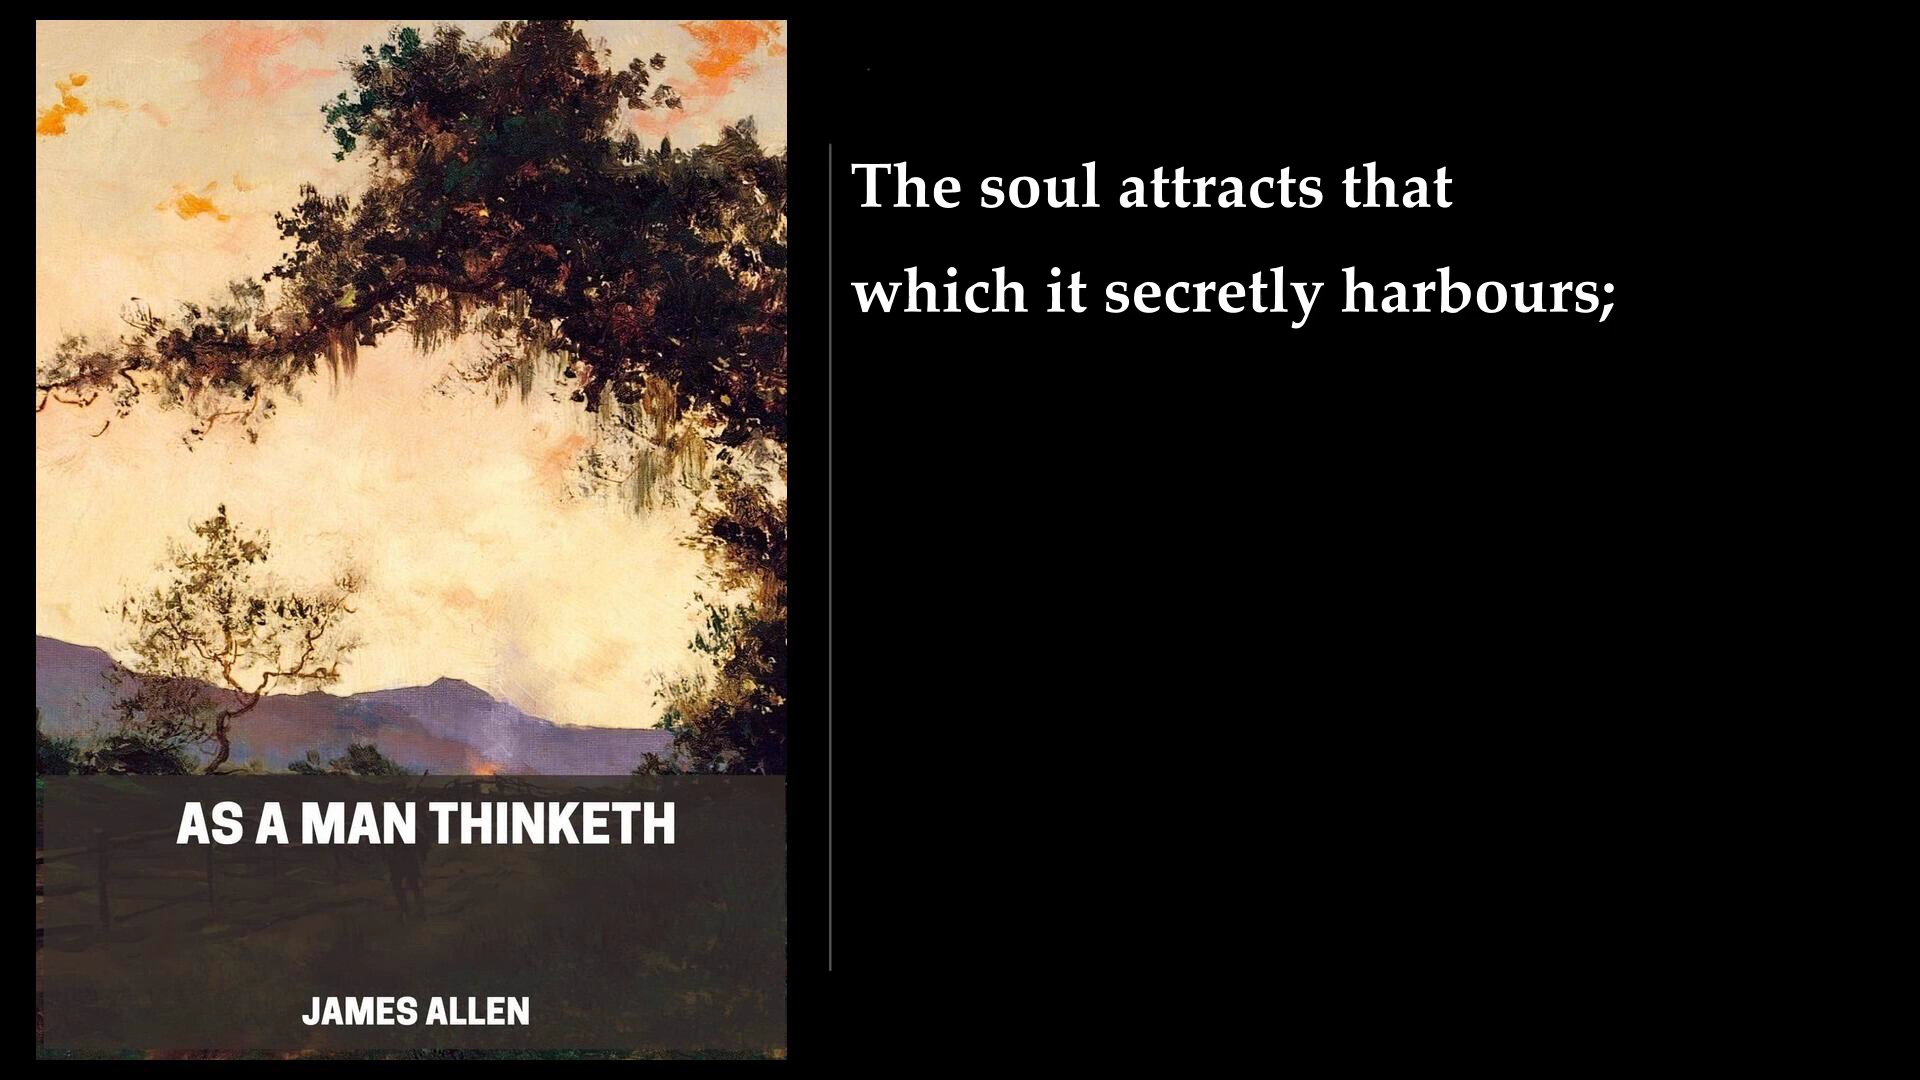 AS A MAN THINKETH
JAMES ALLEN
The soul attracts that
which it secretly harbours;